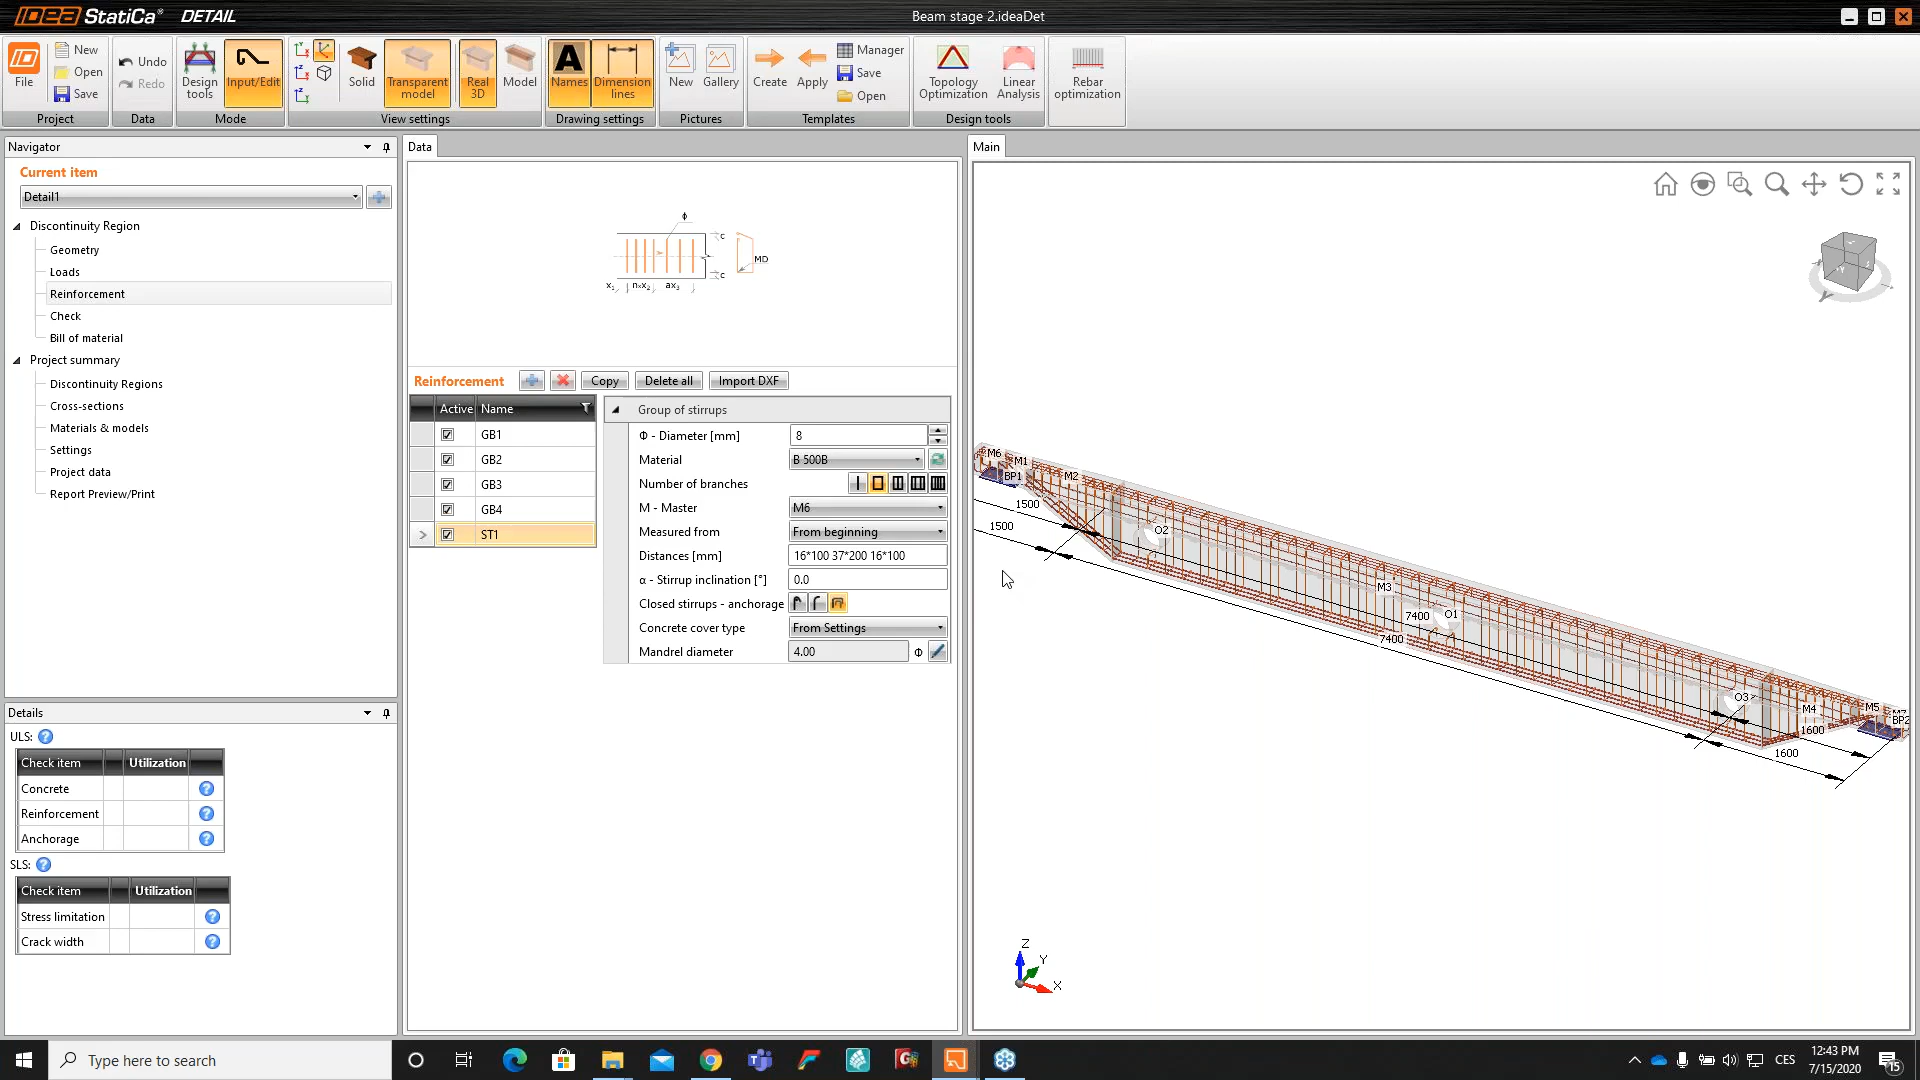 IDEA StatiCa® DETAIL
Beam stage 2.ideaDet
File
New
Open
Save
Project
Undo
Redo
Data
Design tools
Input/Edit
Mode
Solid
Transparent model
Real 3D
Model
View settings
Names
Dimension lines
Drawing settings
New
Gallery
Pictures
Create
Apply
Manager
Save
Open
Templates
Topology Optimization
Linear Analysis
Design tools
Rebar optimization
Navigator
Current item
Detail1
Discontinuity Region
Geometry
Loads
Reinforcement
Check
Bill of material
Project summary
Discontinuity Regions
Cross-sections
Materials & models
Settings
Project data
Report Preview/Print
Details
ULS:
Check item Utilization
Concrete
Reinforcement
Anchorage
SLS:
Check item Utilization
Stress limitation
Crack width
Data
Φ
c
MD
c
x1 n×x2 ax3
Reinforcement Copy Delete all Import DXF
Active Name
GB1
GB2
GB3
GB4
ST1
Group of stirrups
Φ - Diameter [mm] 8
Material B 500B
Number of branches
M - Master M6
Measured from From beginning
Distances [mm] 16*100 37*200 16*100
α - Stirrup inclination [°] 0.0
Closed stirrups - anchorage
Concrete cover type From Settings
Mandrel diameter 4.00 Φ
Main
M6
M1
BP1
M2
1500
1500
O2
M3
7400
O1
7400
O3
M4
M5
BP2
1600
1600
Z
Y
X
Type here to search
CES
12:43 PM
7/15/2020
15